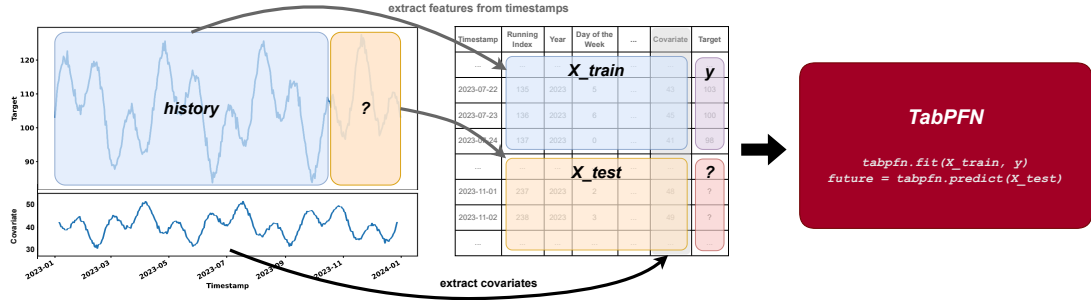 extract features from timestamps
Target
120
100
90
history
?
Covariate
50
40
30
2023-01
2023-03
2023-05
2023-07
2023-09
2023-11
2024-01
Timestamp
extract covariates
Timestamp Running Index Year Day of the Week ... Covariate Target
...
X_train y
2023-07-22 135 2023 5 ... 43 103
2023-07-23 136 2023 6 ... 45 100
2023-07-24 137 2023 0 ... 41 98
...
X_test ?
2023-11-01 237 2023 2 ... 48 ?
2023-11-02 238 2023 3 ... 49 ?
...
TabPFN
tabpfn.fit(X_train, y)
future = tabpfn.predict(X_test)